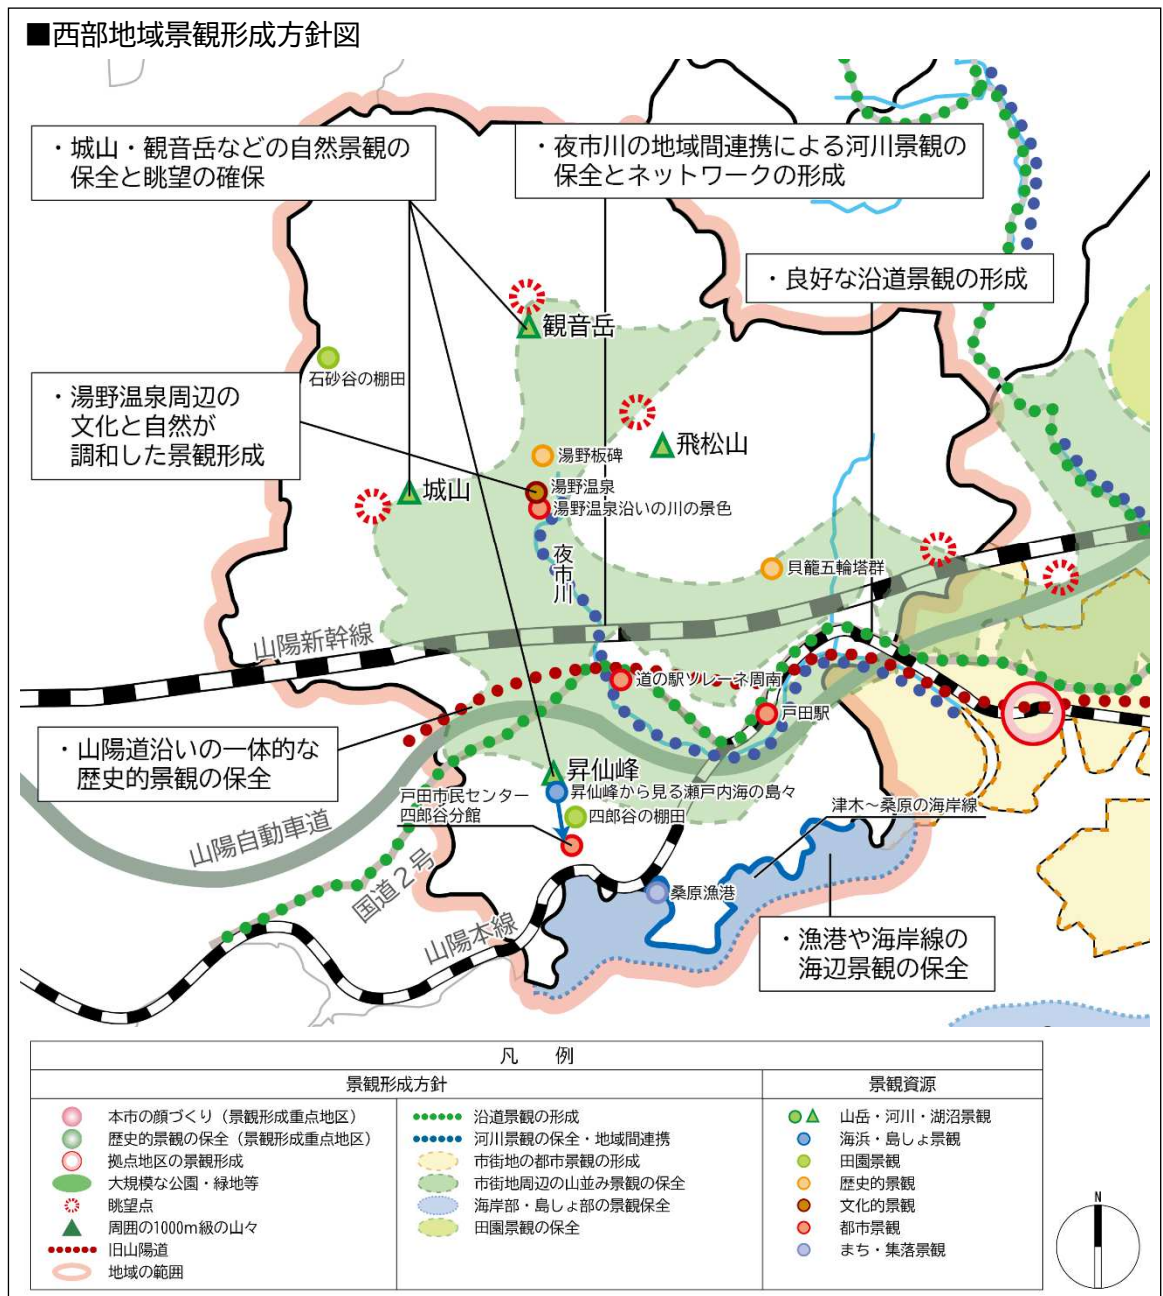 ■西部地域景観形成方針図
・城山・観音岳などの自然景観の
保全と眺望の確保
・夜市川の地域間連携による河川景観の
保全とネットワークの形成
・良好な沿道景観の形成
観音岳
石砂谷の棚田
・湯野温泉周辺の
文化と自然が
調和した景観形成
飛松山
湯野板碑
城山
湯野温泉
湯野温泉沿いの川の景色
夜市川
貝籠五輪塔群
山陽新幹線
道の駅ソレーネ周南
戸田駅
・山陽道沿いの一体的な
歴史的景観の保全
昇仙峰
昇仙峰から見る瀬戸内海の島々
戸田市民センター
四郎谷分館
四郎谷の棚田
津木～桑原の海岸線
山陽自動車道
国道2号
山陽本線
桑原漁港
・漁港や海岸線の
海辺景観の保全
凡 例
景観形成方針
景観資源
本市の顔づくり（景観形成重点地区）
歴史的景観の保全（景観形成重点地区）
拠点地区の景観形成
大規模な公園・緑地等
眺望点
周囲の1000m級の山々
旧山陽道
地域の範囲
沿道景観の形成
河川景観の保全・地域間連携
市街地の都市景観の形成
市街地周辺の山並み景観の保全
海岸部・島しょ部の景観保全
田園景観の保全
山岳・河川・湖沼景観
海浜・島しょ景観
田園景観
歴史的景観
文化的景観
都市景観
まち・集落景観
N